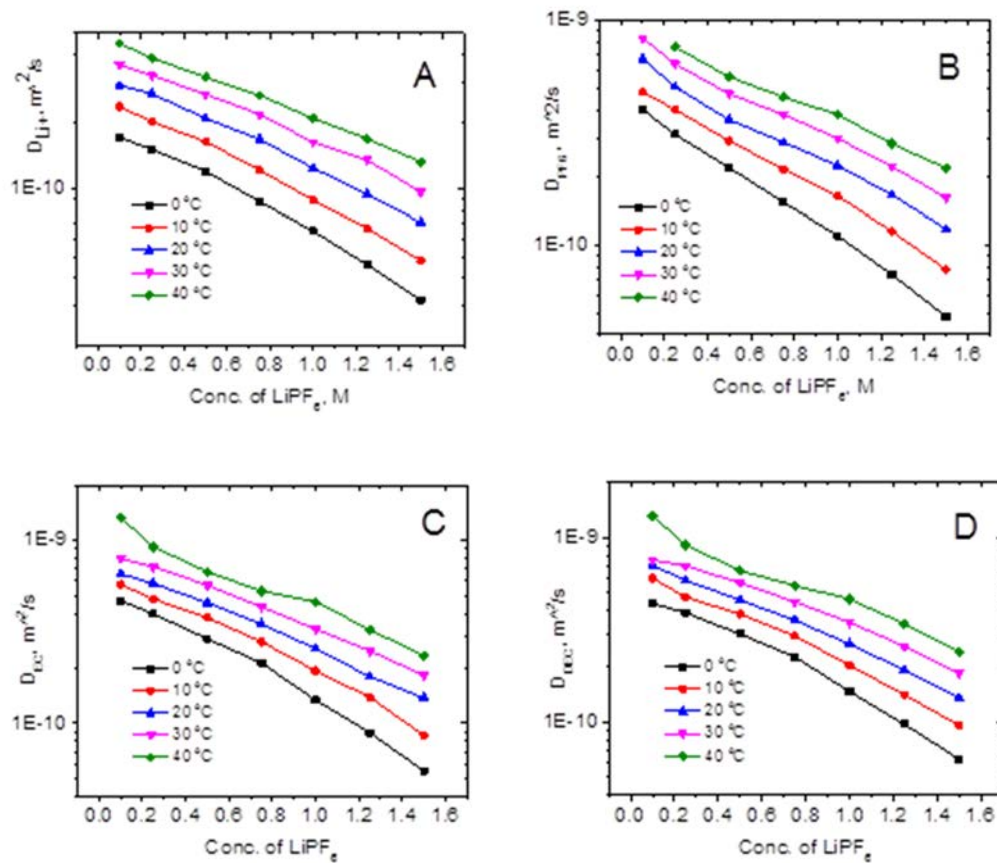 A
D_Li+, m^2/s
1E-10
0 °C
10 °C
20 °C
30 °C
40 °C
0.0 0.2 0.4 0.6 0.8 1.0 1.2 1.4 1.6
Conc. of LiPF_6, M
B
1E-9
D_PF6, m^2/s
1E-10
0 °C
10 °C
20 °C
30 °C
40 °C
0.0 0.2 0.4 0.6 0.8 1.0 1.2 1.4 1.6
Conc. of LiPF_6, M
C
1E-9
D_EC, m^2/s
1E-10
0 °C
10 °C
20 °C
30 °C
40 °C
0.0 0.2 0.4 0.6 0.8 1.0 1.2 1.4 1.6
Conc. of LiPF_6
D
1E-9
D_DEC, m^2/s
1E-10
0 °C
10 °C
20 °C
30 °C
40 °C
0.0 0.2 0.4 0.6 0.8 1.0 1.2 1.4 1.6
Conc. of LiPF_6